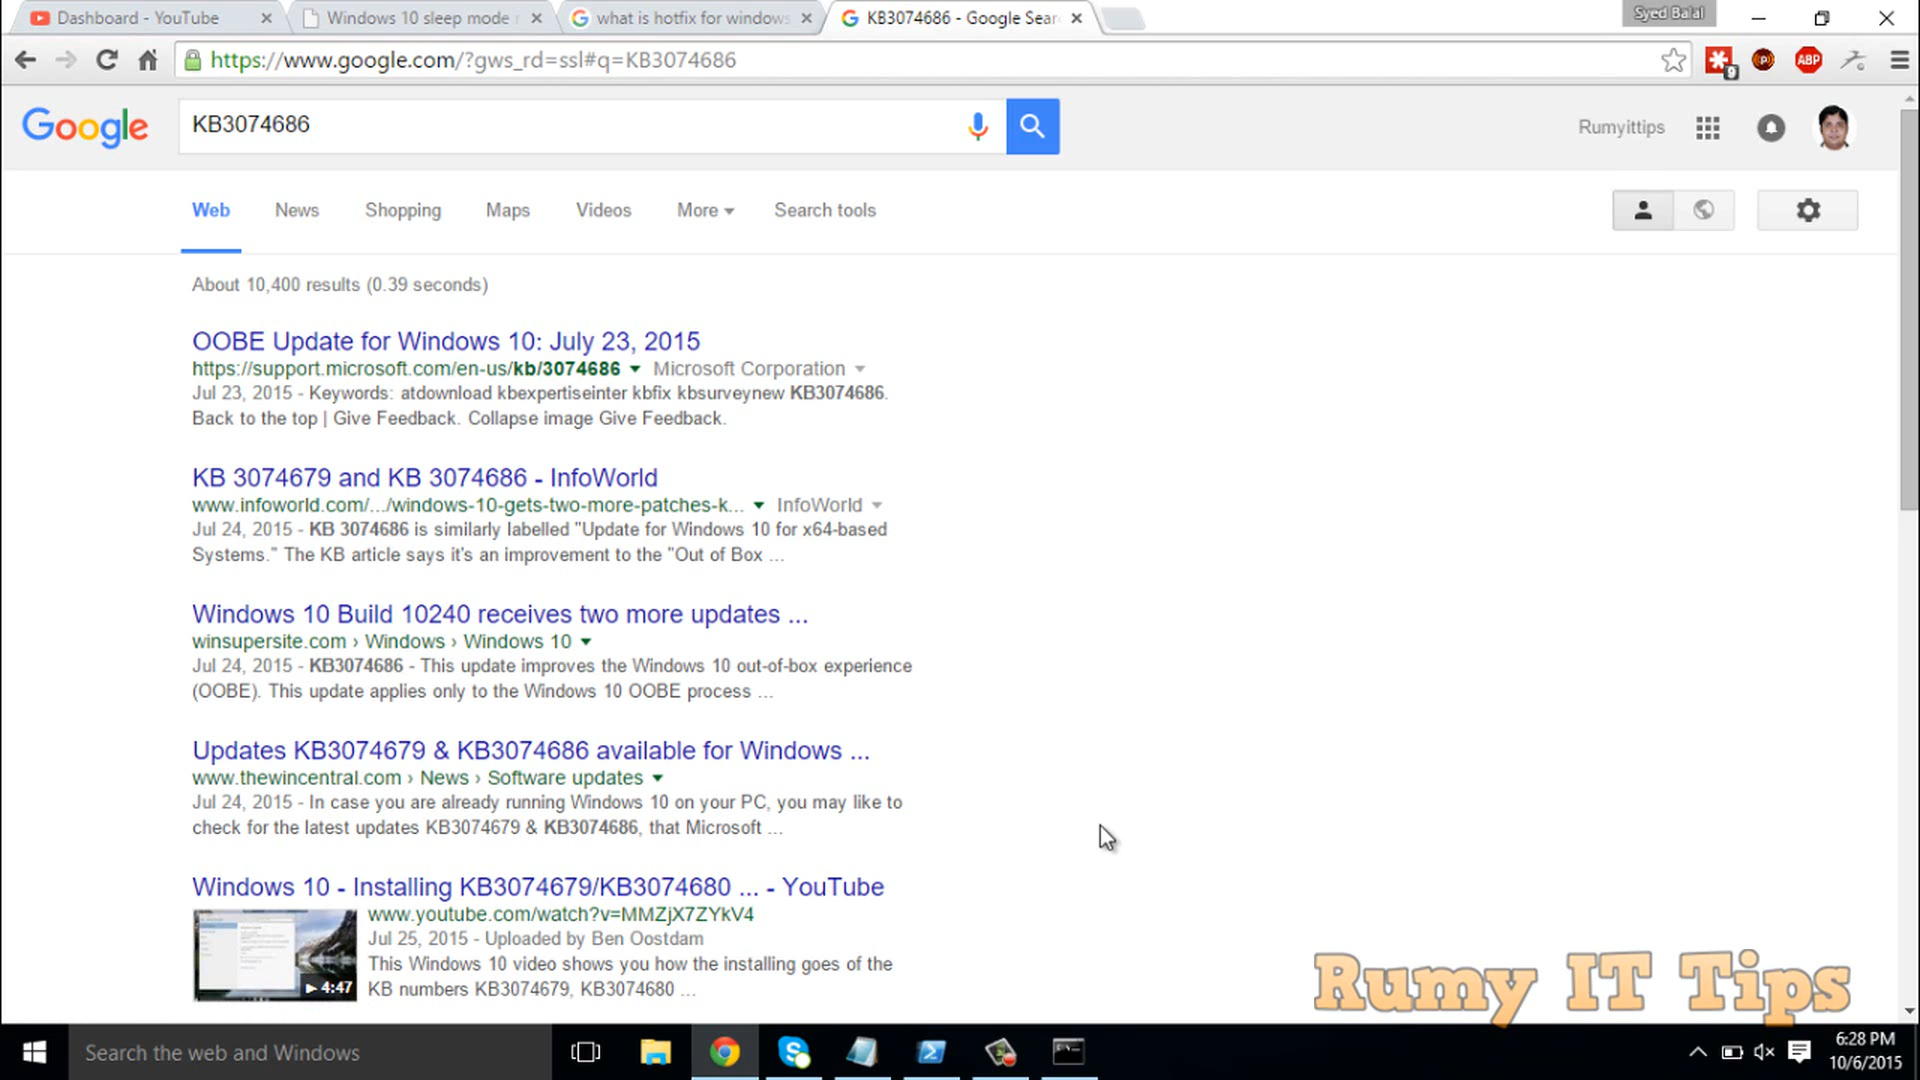 Dashboard - YouTube
Windows 10 sleep mode
what is hotfix for windows
KB3074686 - Google Sear
Syed Balal
https://www.google.com/?gws_rd=ssl#q=KB3074686
9
ABP
Google
KB3074686
Rumyittips
Web
News
Shopping
Maps
Videos
More
Search tools
About 10,400 results (0.39 seconds)
OOBE Update for Windows 10: July 23, 2015
https://support.microsoft.com/en-us/kb/3074686
Microsoft Corporation
Jul 23, 2015 - Keywords: atdownload kbexpertiseinter kbfix kbsurveynew KB3074686.
Back to the top | Give Feedback. Collapse image Give Feedback.
KB 3074679 and KB 3074686 - InfoWorld
www.infoworld.com/.../windows-10-gets-two-more-patches-k...
InfoWorld
Jul 24, 2015 - KB 3074686 is similarly labelled "Update for Windows 10 for x64-based
Systems." The KB article says it's an improvement to the "Out of Box ...
Windows 10 Build 10240 receives two more updates ...
winsupersite.com › Windows › Windows 10
Jul 24, 2015 - KB3074686 - This update improves the Windows 10 out-of-box experience
(OOBE). This update applies only to the Windows 10 OOBE process ...
Updates KB3074679 & KB3074686 available for Windows ...
www.thewincentral.com › News › Software updates
Jul 24, 2015 - In case you are already running Windows 10 on your PC, you may like to
check for the latest updates KB3074679 & KB3074686, that Microsoft ...
Windows 10 - Installing KB3074679/KB3074680 ... - YouTube
www.youtube.com/watch?v=MMZjX7ZYkV4
Jul 25, 2015 - Uploaded by Ben Oostdam
This Windows 10 video shows you how the installing goes of the
KB numbers KB3074679, KB3074680 ...
4:47
Rumy IT Tips
Search the web and Windows
6:28 PM
10/6/2015